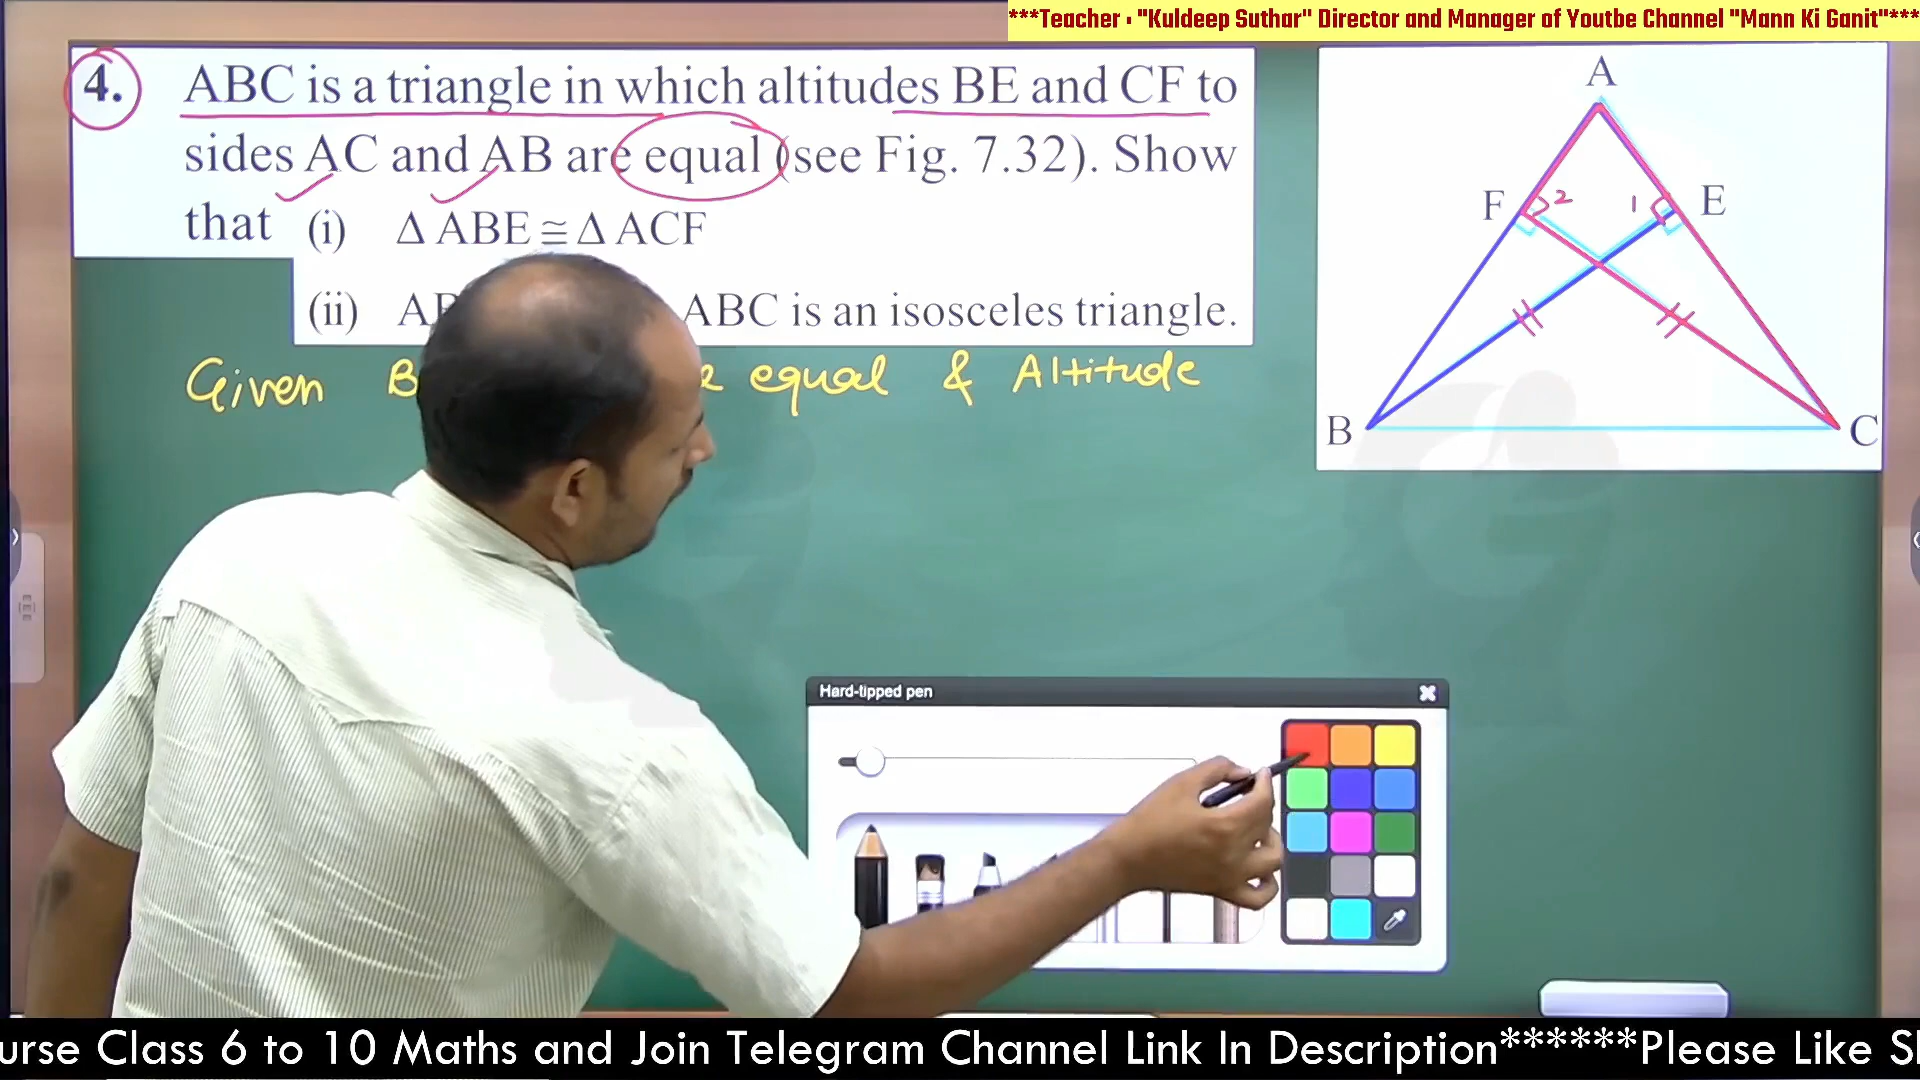 ***Teacher : "Kuldeep Suthar" Director and Manager of Youtbe Channel "Mann Ki Ganit"***
4. ABC is a triangle in which altitudes BE and CF to
sides AC and AB are equal (see Fig. 7.32). Show
that (i) Δ ABE ≅ Δ ACF
(ii) AB ABC is an isosceles triangle.
Given B equal & Altitude
A
F 2 1 E
B C
Hard-tipped pen
urse Class 6 to 10 Maths and Join Telegram Channel Link In Description******Please Like